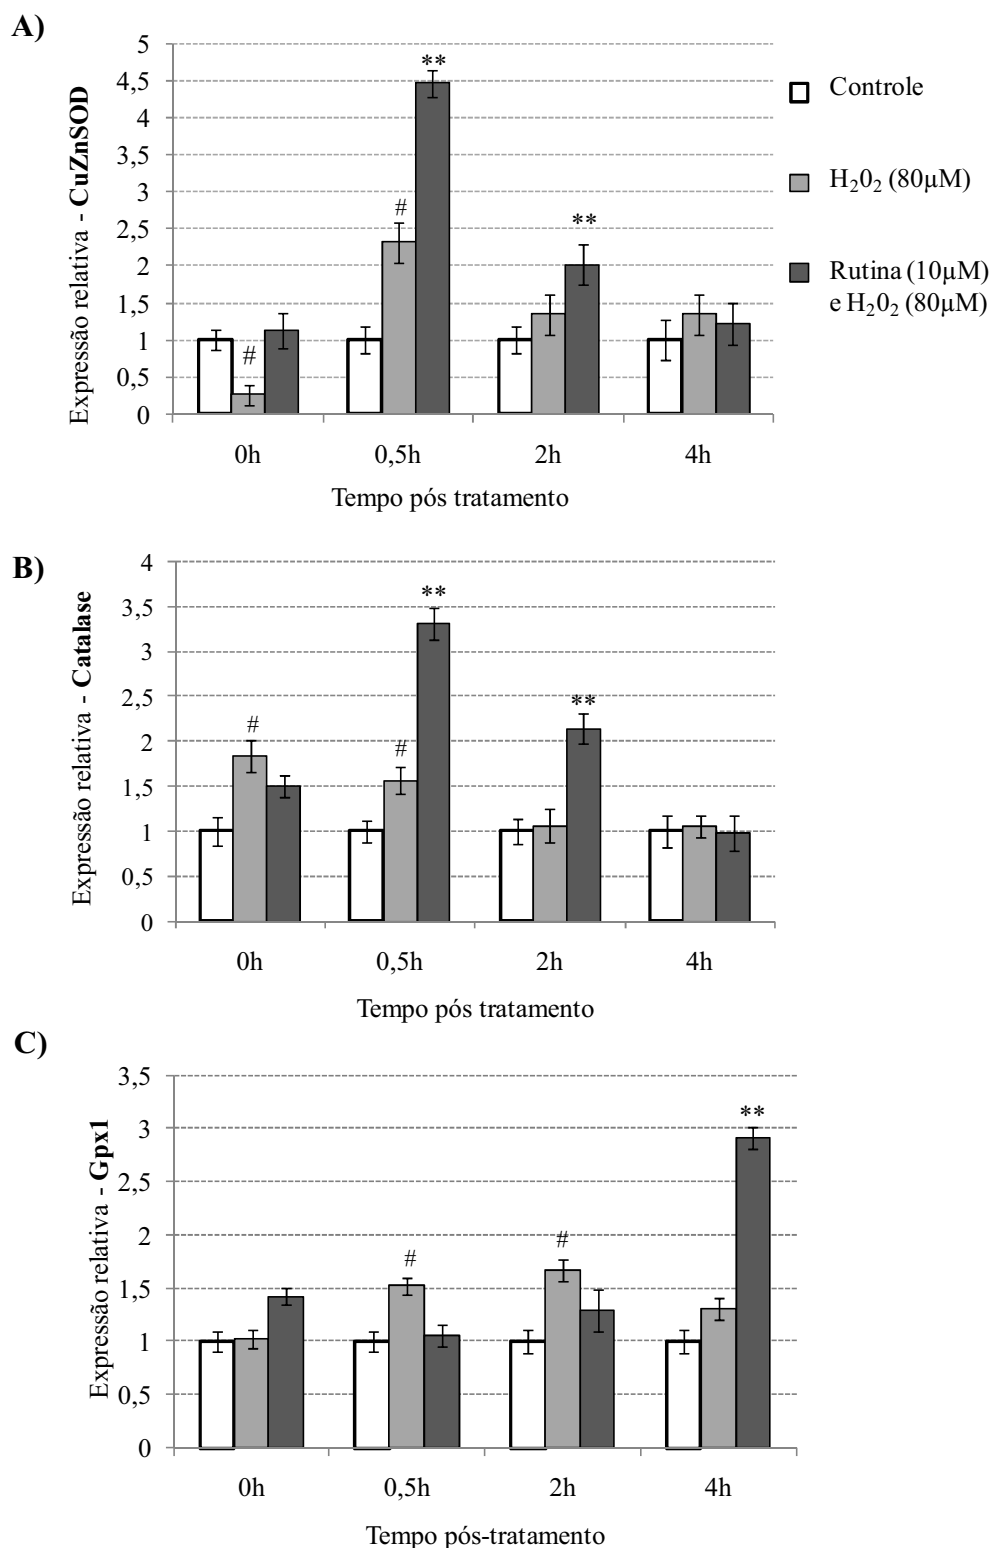 A)
5
4,5
4
3,5
3
2,5
2
1,5
1
0,5
0
Expressão relativa - CuZnSOD
#
#
**
**
0h
0,5h
2h
4h
Tempo pós tratamento
Controle
H₂0₂ (80µM)
Rutina (10µM)
e H₂0₂ (80µM)
B)
4
3,5
3
2,5
2
1,5
1
0,5
0
Expressão relativa - Catalase
#
#
**
**
0h
0,5h
2h
4h
Tempo pós tratamento
C)
3,5
3
2,5
2
1,5
1
0,5
0
Expressão relativa - Gpx1
#
#
**
0h
0,5h
2h
4h
Tempo pós-tratamento